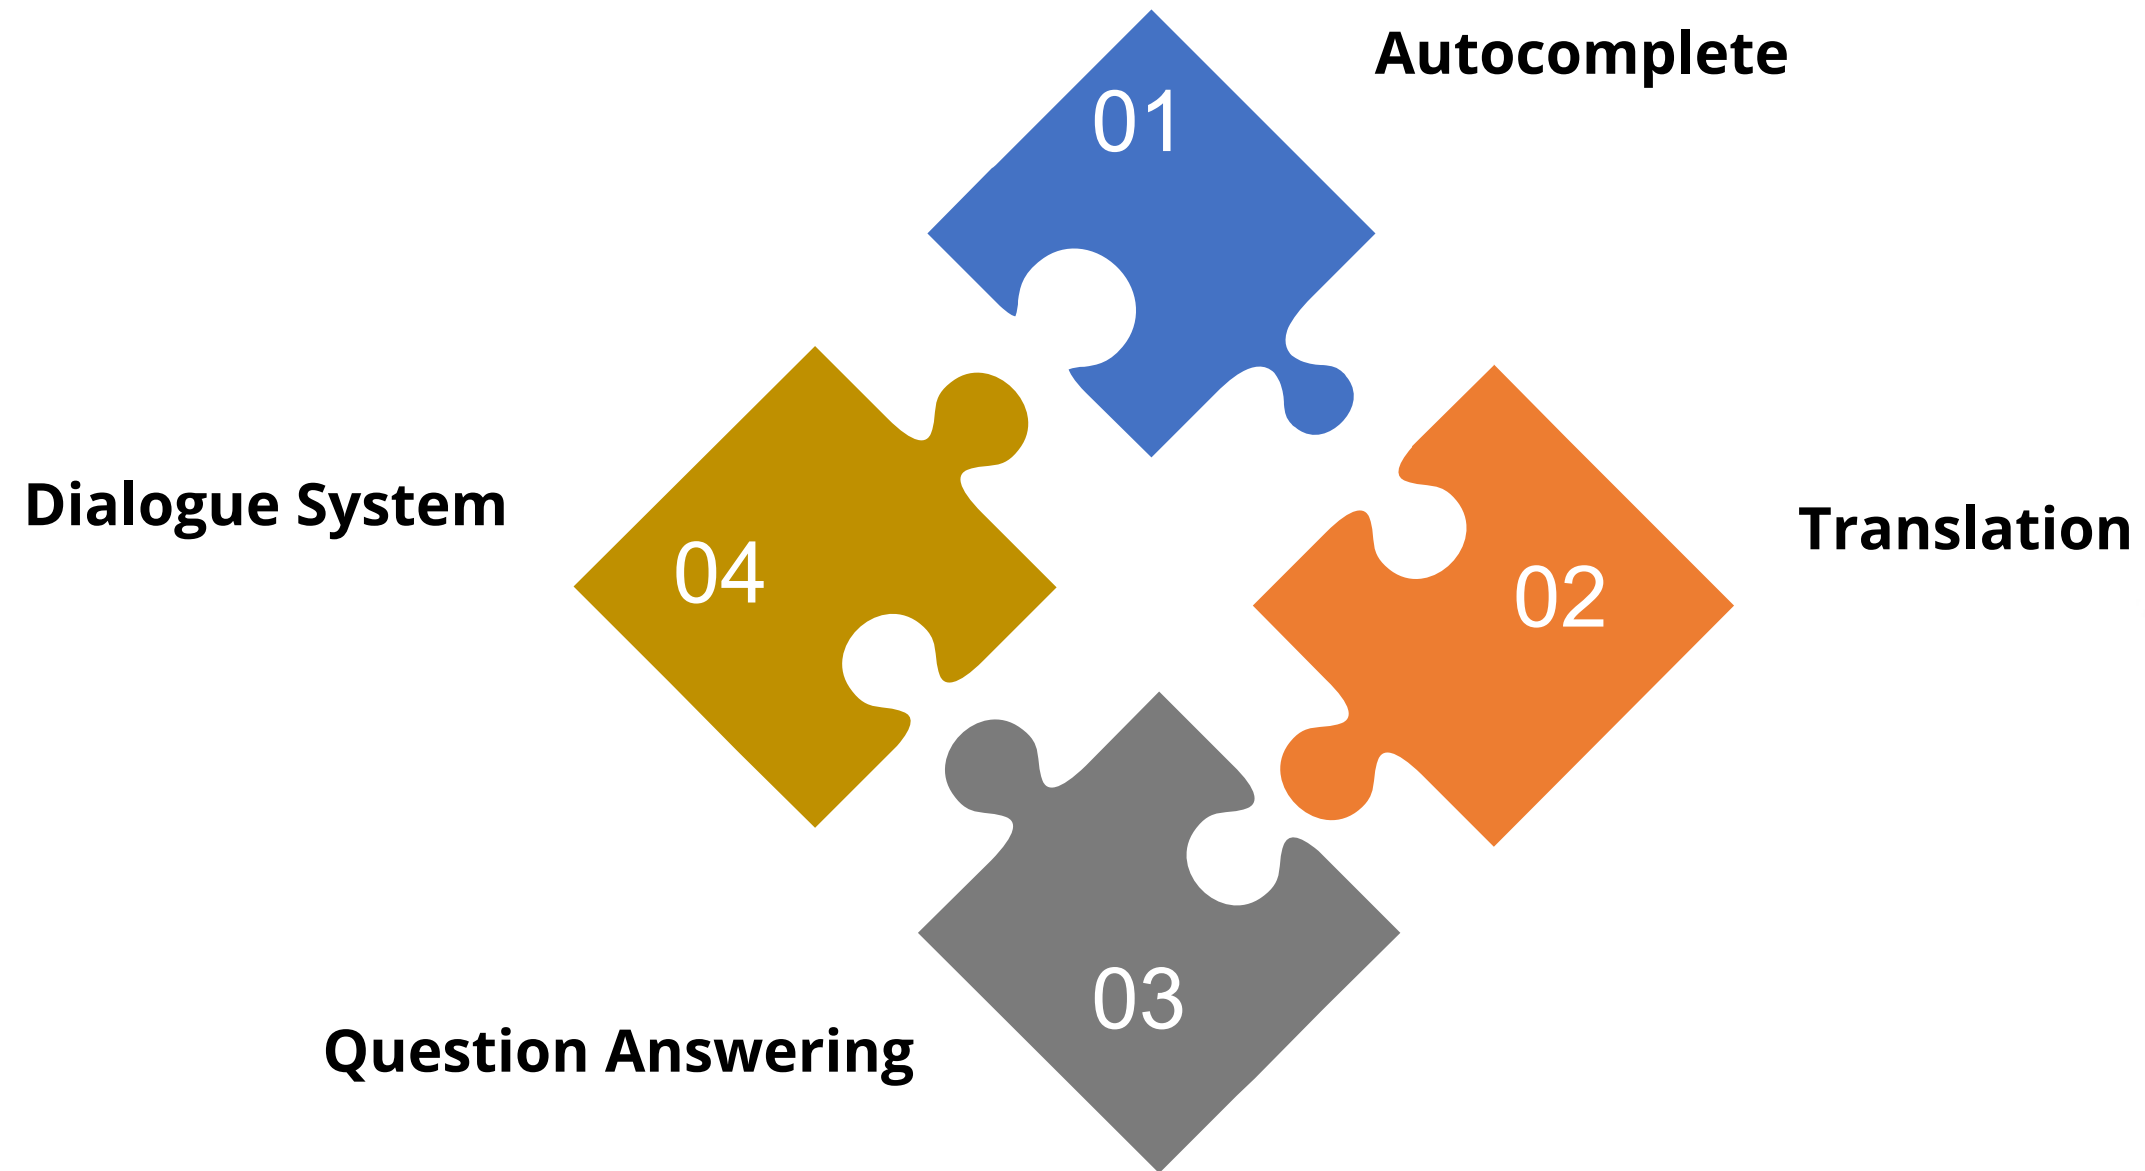 Autocomplete
01
Dialogue System
Translation
04
02
03
Question Answering